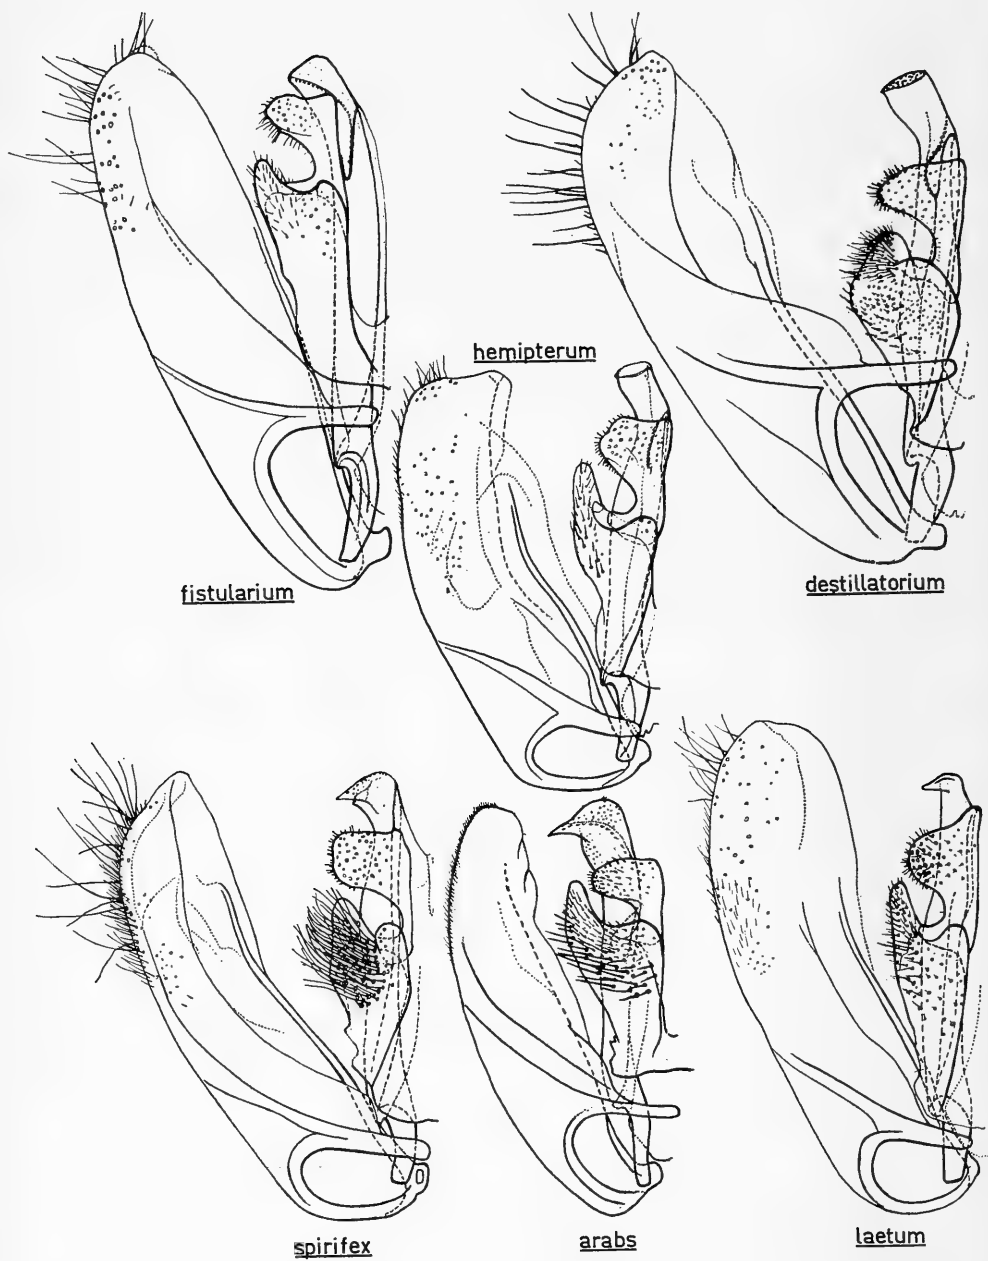 hemipterum
fistularium
destillatorium
spirifex
arabs
laetum